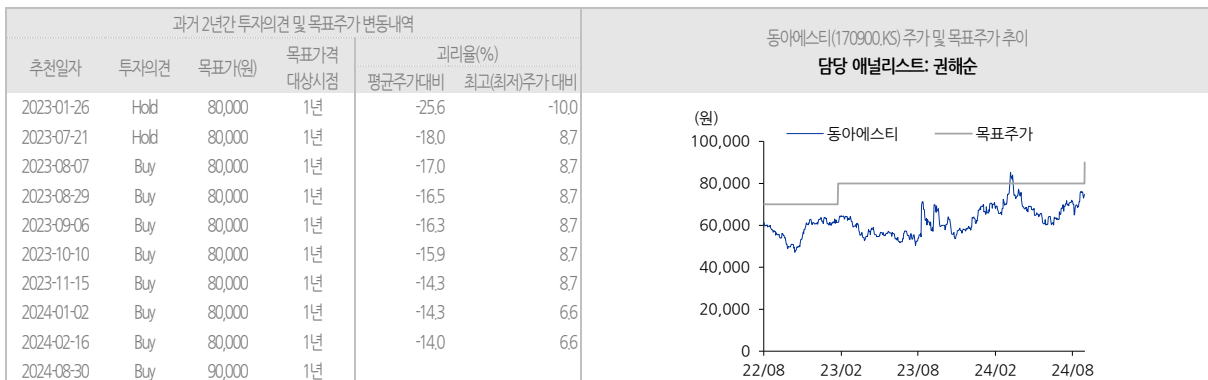 과거 2년간 투자의견 및 목표주가 변동내역
추천일자 투자의견 목표가(원) 목표가격 대상시점 괴리율(%)
평균주가대비 최고(최저)주가 대비
2023-01-26 Hold 80,000 1년 -25.6 -10.0
2023-07-21 Hold 80,000 1년 -18.0 8.7
2023-08-07 Buy 80,000 1년 -17.0 8.7
2023-08-29 Buy 80,000 1년 -16.5 8.7
2023-09-06 Buy 80,000 1년 -16.3 8.7
2023-10-10 Buy 80,000 1년 -15.9 8.7
2023-11-15 Buy 80,000 1년 -14.3 8.7
2024-01-02 Buy 80,000 1년 -14.3 6.6
2024-02-16 Buy 80,000 1년 -14.0 6.6
2024-08-30 Buy 90,000 1년
동아에스티(170900.KS) 주가 및 목표주가 추이
담당 애널리스트: 권해순
(원)
동아에스티 목표주가
100,000
80,000
60,000
40,000
20,000
0
22/08 23/02 23/08 24/02 24/08